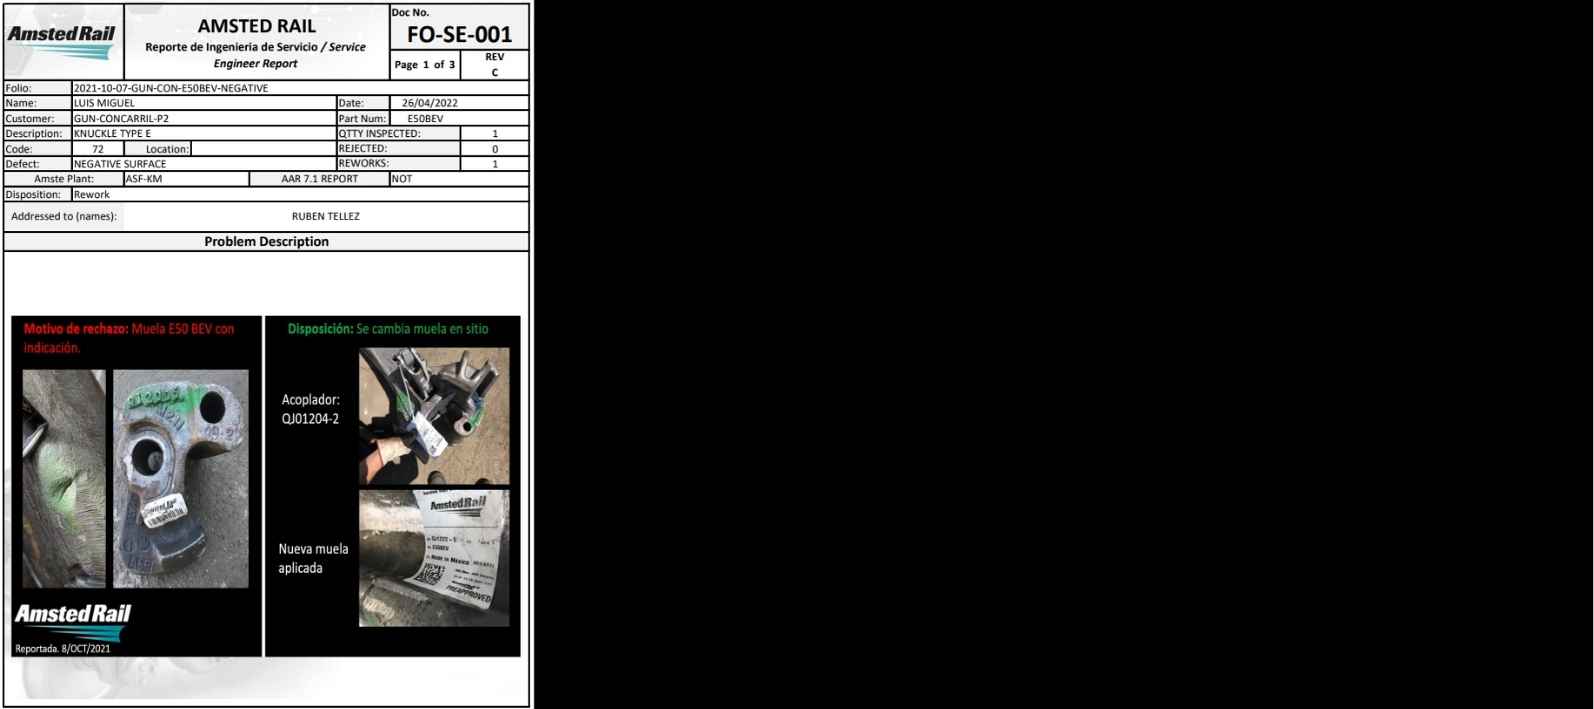 Amsted Rail
AMSTED RAIL
Reporte de Ingenieria de Servicio / Service
Engineer Report
Doc No.
FO-SE-001
Page 1 of 3
REV
C
Folio: 2021-10-07-GUN-CON-E50BEV-NEGATIVE
Name: LUIS MIGUEL Date: 26/04/2022
Customer: GUN-CONCARRIL-P2 Part Num: E50BEV
Description: KNUCKLE TYPE E QTTY INSPECTED: 1
Code: 72 Location: REJECTED: 0
Defect: NEGATIVE SURFACE REWORKS: 1
Amste Plant: ASF-KM AAR 7.1 REPORT NOT
Disposition: Rework
Addressed to (names): RUBEN TELLEZ
Problem Description
Motivo de rechazo: Muela E50 BEV con
indicación.
Amsted Rail
Reportada. 8/OCT/2021
Disposición: Se cambia muela en sitio
Acoplador:
QJ01204-2
Nueva muela
aplicada
Amsted Rail
Made in México
PREAPPROVED